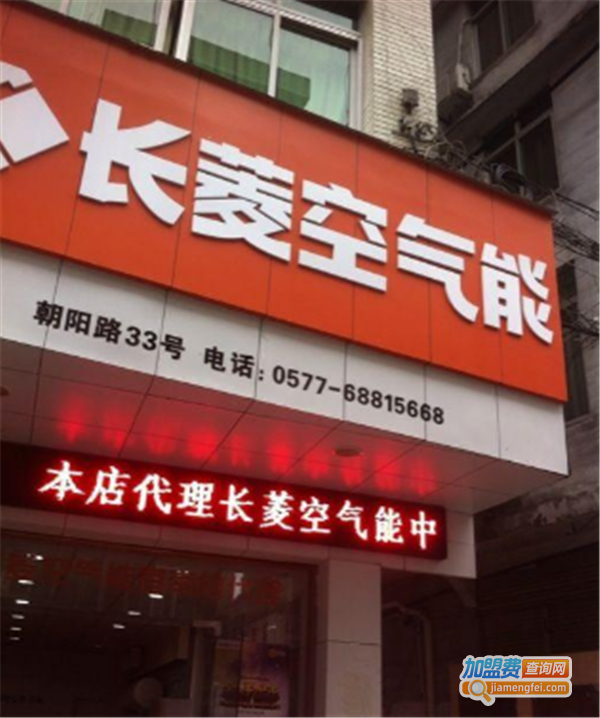 长菱空气能
朝阳路33号 电话:0577-68815668
本店代理长菱空气能中
加盟费查询网
jiamengfei.com